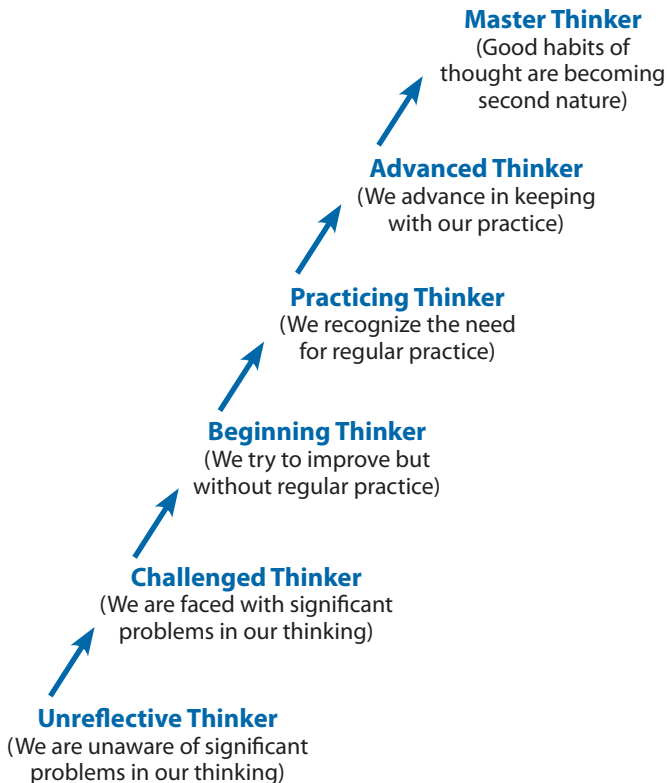 Master Thinker
(Good habits of
thought are becoming
second nature)
Advanced Thinker
(We advance in keeping
with our practice)
Practicing Thinker
(We recognize the need
for regular practice)
Beginning Thinker
(We try to improve but
without regular practice)
Challenged Thinker
(We are faced with significant
problems in our thinking)
Unreflective Thinker
(We are unaware of significant
problems in our thinking)